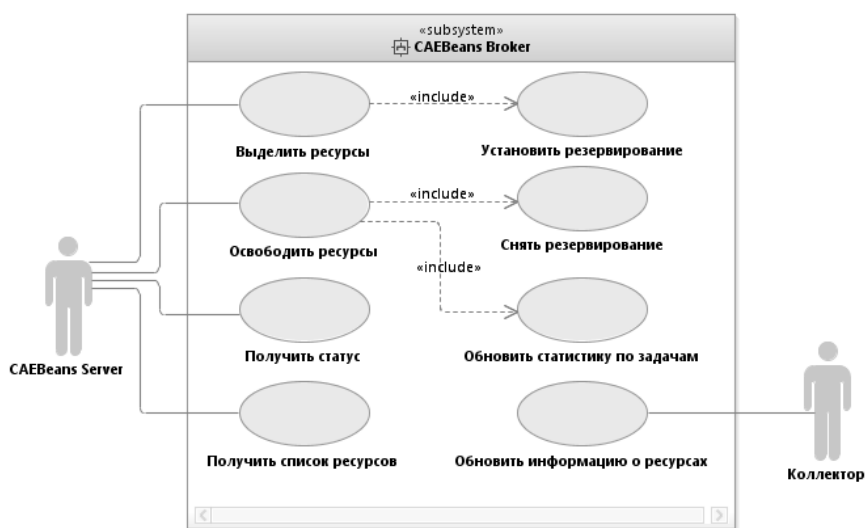 «subsystem»
CAEBeans Broker
«include»
Выделить ресурсы
Установить резервирование
«include»
Освободить ресурсы
Снять резервирование
«include»
CAEBeans Server
Получить статус
Обновить статистику по задачам
Получить список ресурсов
Обновить информацию о ресурсах
Коллектор